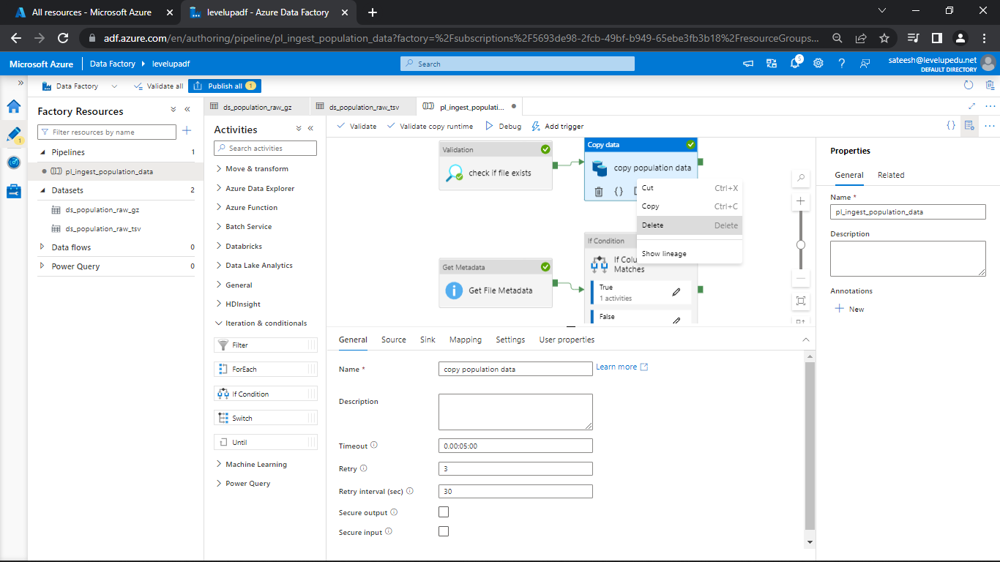 All resources - Microsoft Azure
levelupadf - Azure Data Factory
adf.azure.com/en/authoring/pipeline/pl_ingest_population_data?factory=%2Fsubscriptions%2F5693de98-2fcb-49bf-b949-65ebe3fb3b18%2FresourceGroups...
Microsoft Azure
Data Factory
levelupadf
Search
5
sateesh@levelupedu.net
DEFAULT DIRECTORY
Data Factory
Validate all
Publish all
1
1
Factory Resources
Filter resources by name
Pipelines
1
pl_ingest_population_data
Datasets
2
ds_population_raw_gz
ds_population_raw_tsv
Data flows
0
Power Query
0
ds_population_raw_gz
ds_population_raw_tsv
pl_ingest_populati...
Activities
Search activities
Move & transform
Azure Data Explorer
Azure Function
Batch Service
Databricks
Data Lake Analytics
General
HDInsight
Iteration & conditionals
Filter
ForEach
If Condition
Switch
Until
Machine Learning
Power Query
Validate
Validate copy runtime
Debug
Add trigger
{}
Validation
check if file exists
Copy data
copy population data
{}
Cut
Ctrl+X
Copy
Ctrl+C
Delete
Delete
Show lineage
Get Metadata
Get File Metadata
If Condition
If Colu
Matches
True
1 activities
False
General
Source
Sink
Mapping
Settings
User properties
Name *
copy population data
Learn more
Description
Timeout
0.00:05:00
Retry
3
Retry interval (sec)
30
Secure output
Secure input
Properties
General
Related
Name *
pl_ingest_population_data
Description
Annotations
New